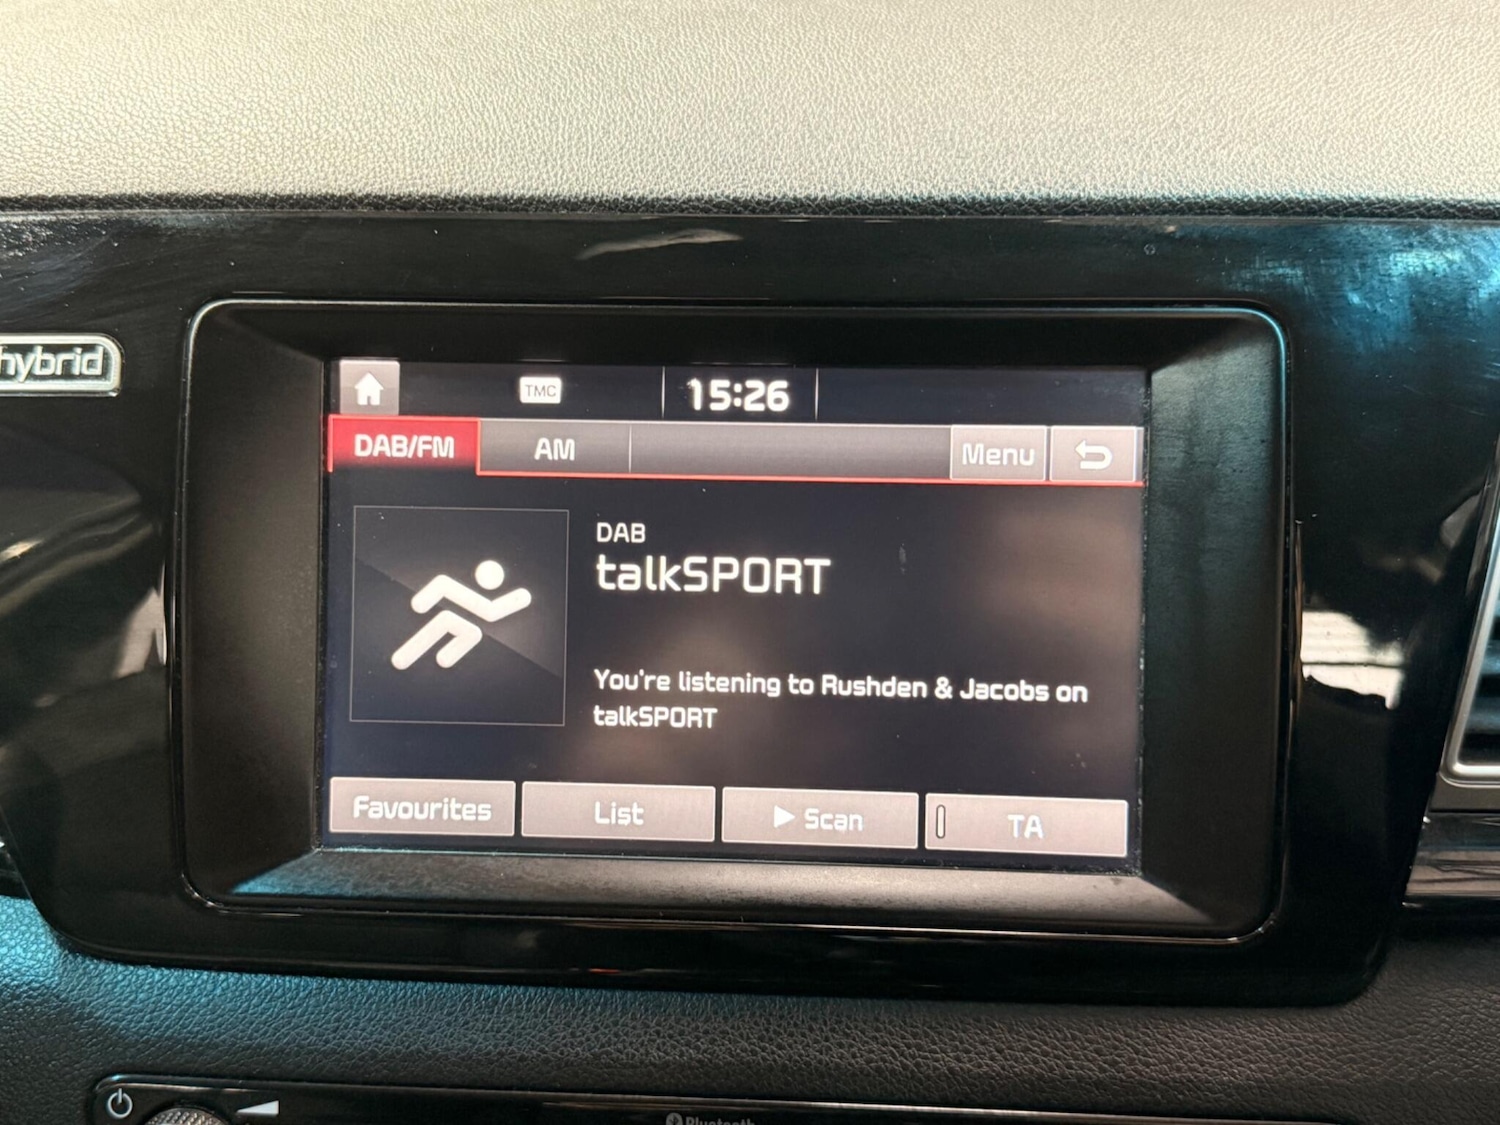 hybrid
TMC
15:26
DAB/FM
AM
Menu
DAB
talkSPORT
You're listening to Rushden & Jacobs on
talkSPORT
Favourites
List
Scan
TA
Bluetooth